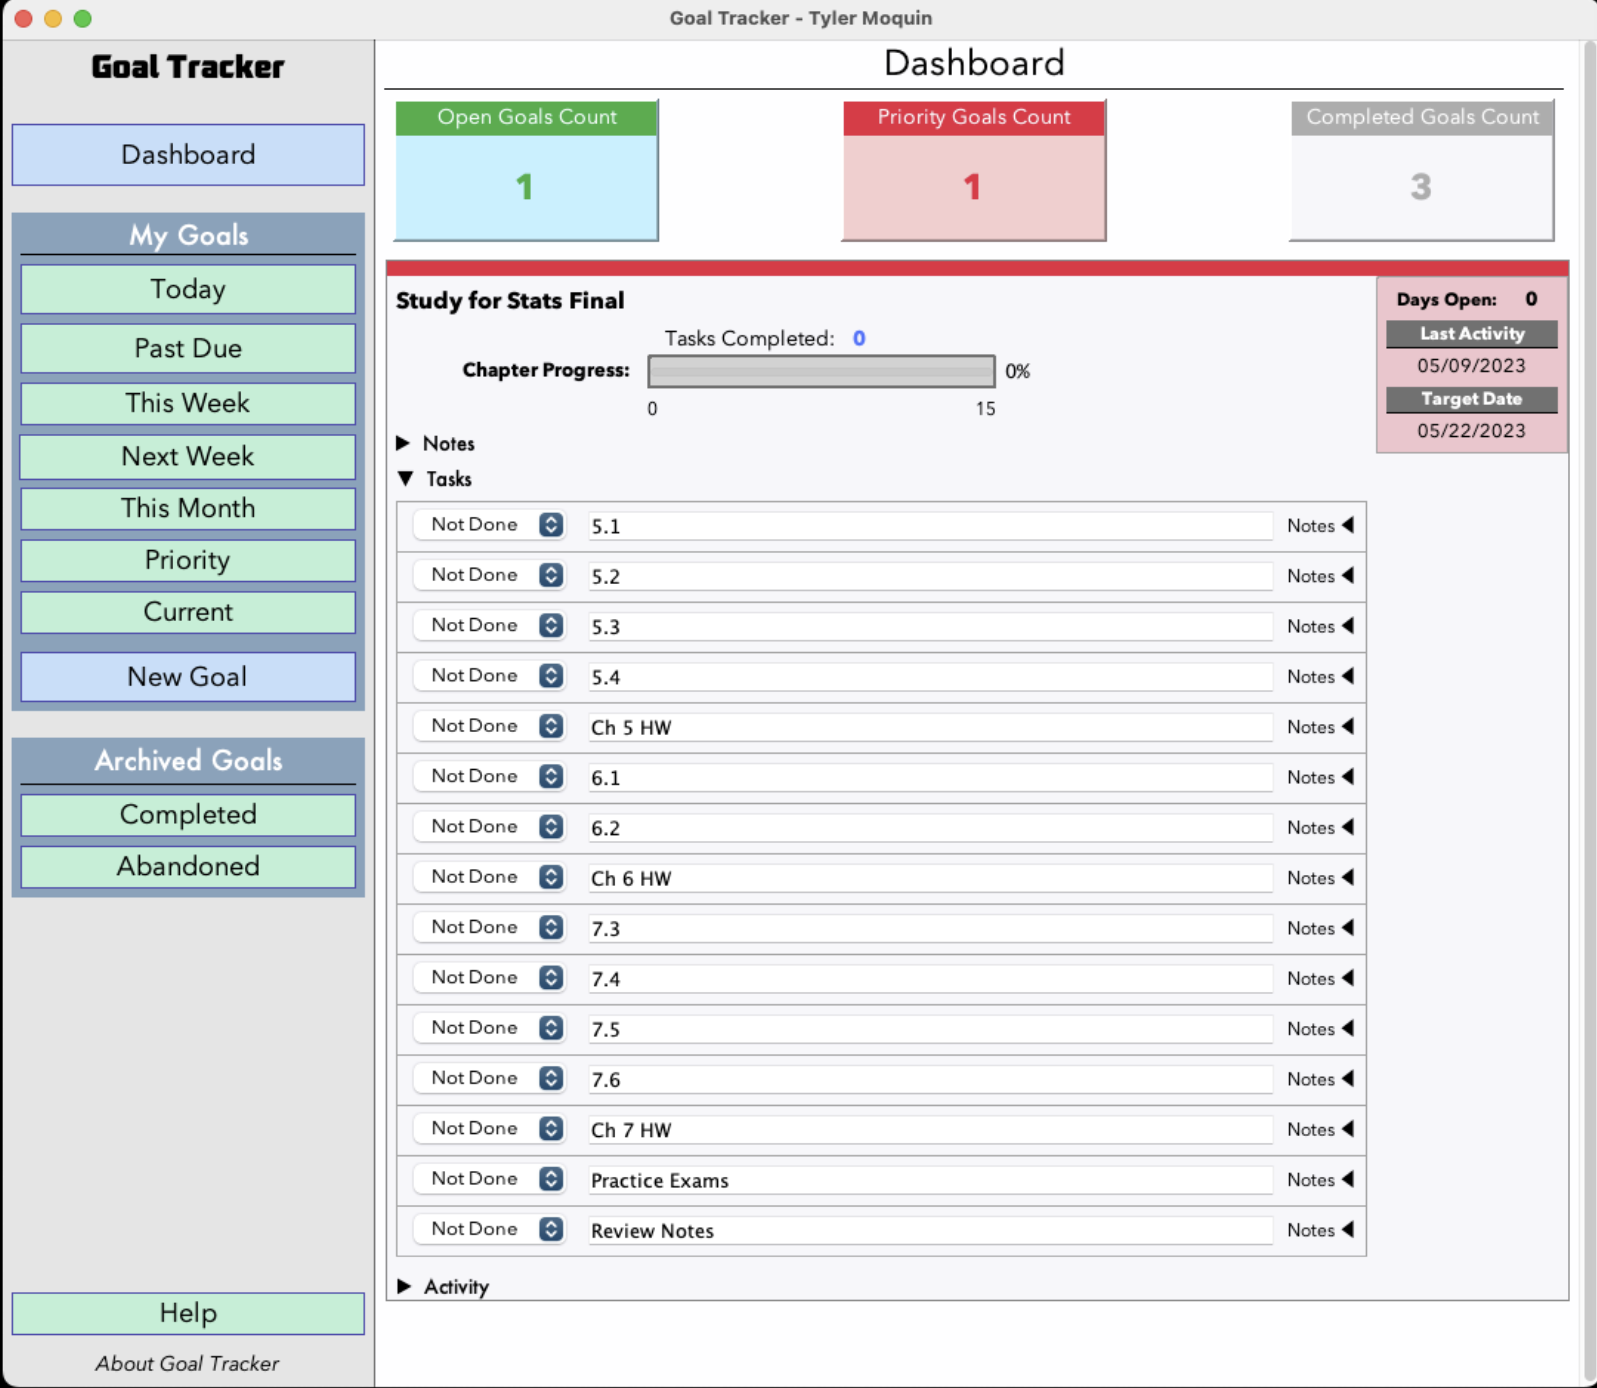 Goal Tracker - Tyler Moquin
Goal Tracker
Dashboard
My Goals
Today
Past Due
This Week
Next Week
This Month
Priority
Current
New Goal
Archived Goals
Completed
Abandoned
Help
About Goal Tracker
Dashboard
Open Goals Count
1
Priority Goals Count
1
Completed Goals Count
3
Study for Stats Final
Tasks Completed: 0
Chapter Progress: 0%
0 15
Days Open: 0
Last Activity
05/09/2023
Target Date
05/22/2023
Notes
Tasks
Not Done 5.1 Notes
Not Done 5.2 Notes
Not Done 5.3 Notes
Not Done 5.4 Notes
Not Done Ch 5 HW Notes
Not Done 6.1 Notes
Not Done 6.2 Notes
Not Done Ch 6 HW Notes
Not Done 7.3 Notes
Not Done 7.4 Notes
Not Done 7.5 Notes
Not Done 7.6 Notes
Not Done Ch 7 HW Notes
Not Done Practice Exams Notes
Not Done Review Notes Notes
Activity